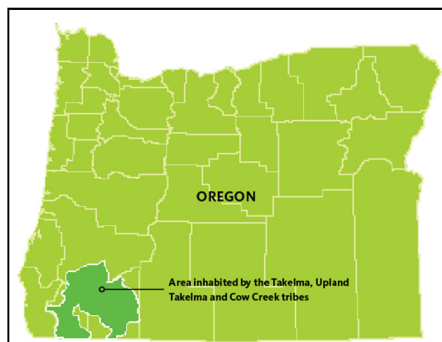 OREGON
Area inhabited by the Takelma, Upland
Takelma and Cow Creek tribes